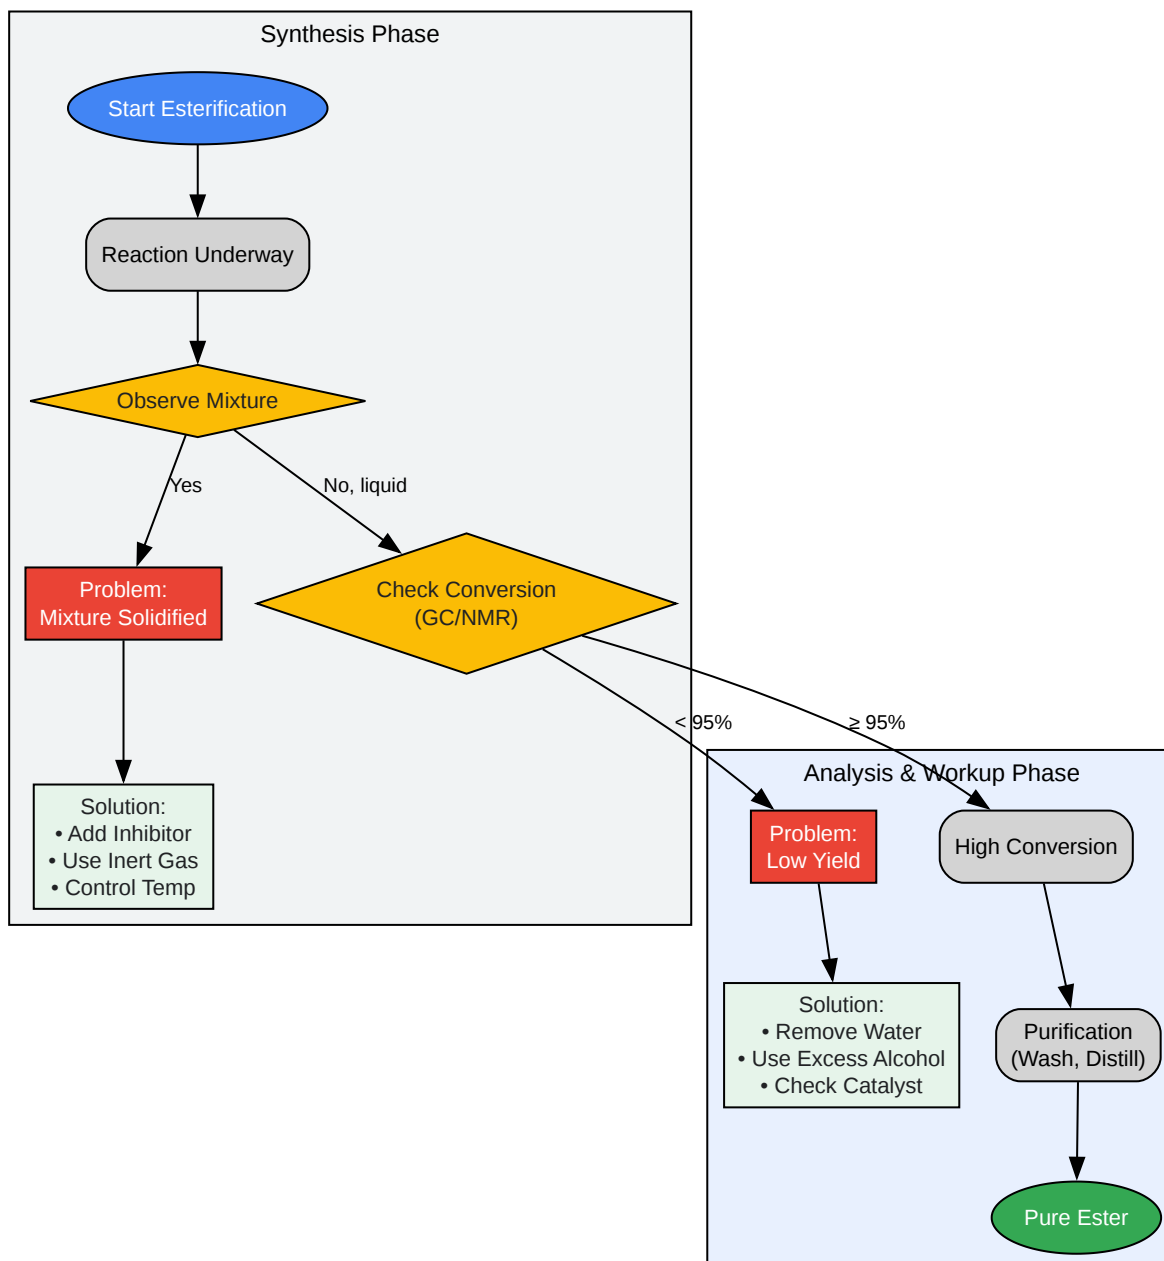 Synthesis Phase
Start Esterification
Reaction Underway
Observe Mixture
Yes
No, liquid
Problem:
Mixture Solidified
Check Conversion
(GC/NMR)
Solution:
• Add Inhibitor
• Use Inert Gas
• Control Temp
< 95%
≥ 95%
Analysis & Workup Phase
Problem:
Low Yield
High Conversion
Solution:
• Remove Water
• Use Excess Alcohol
• Check Catalyst
Purification
(Wash, Distill)
Pure Ester